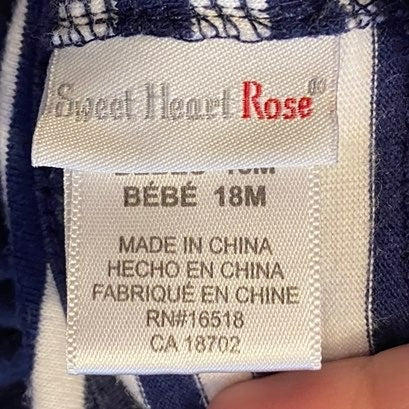 Sweet Heart Rose®
BÉBÉ 18M
MADE IN CHINA
HECHO EN CHINA
FABRIQUÉ EN CHINE
RN#16518
CA 18702